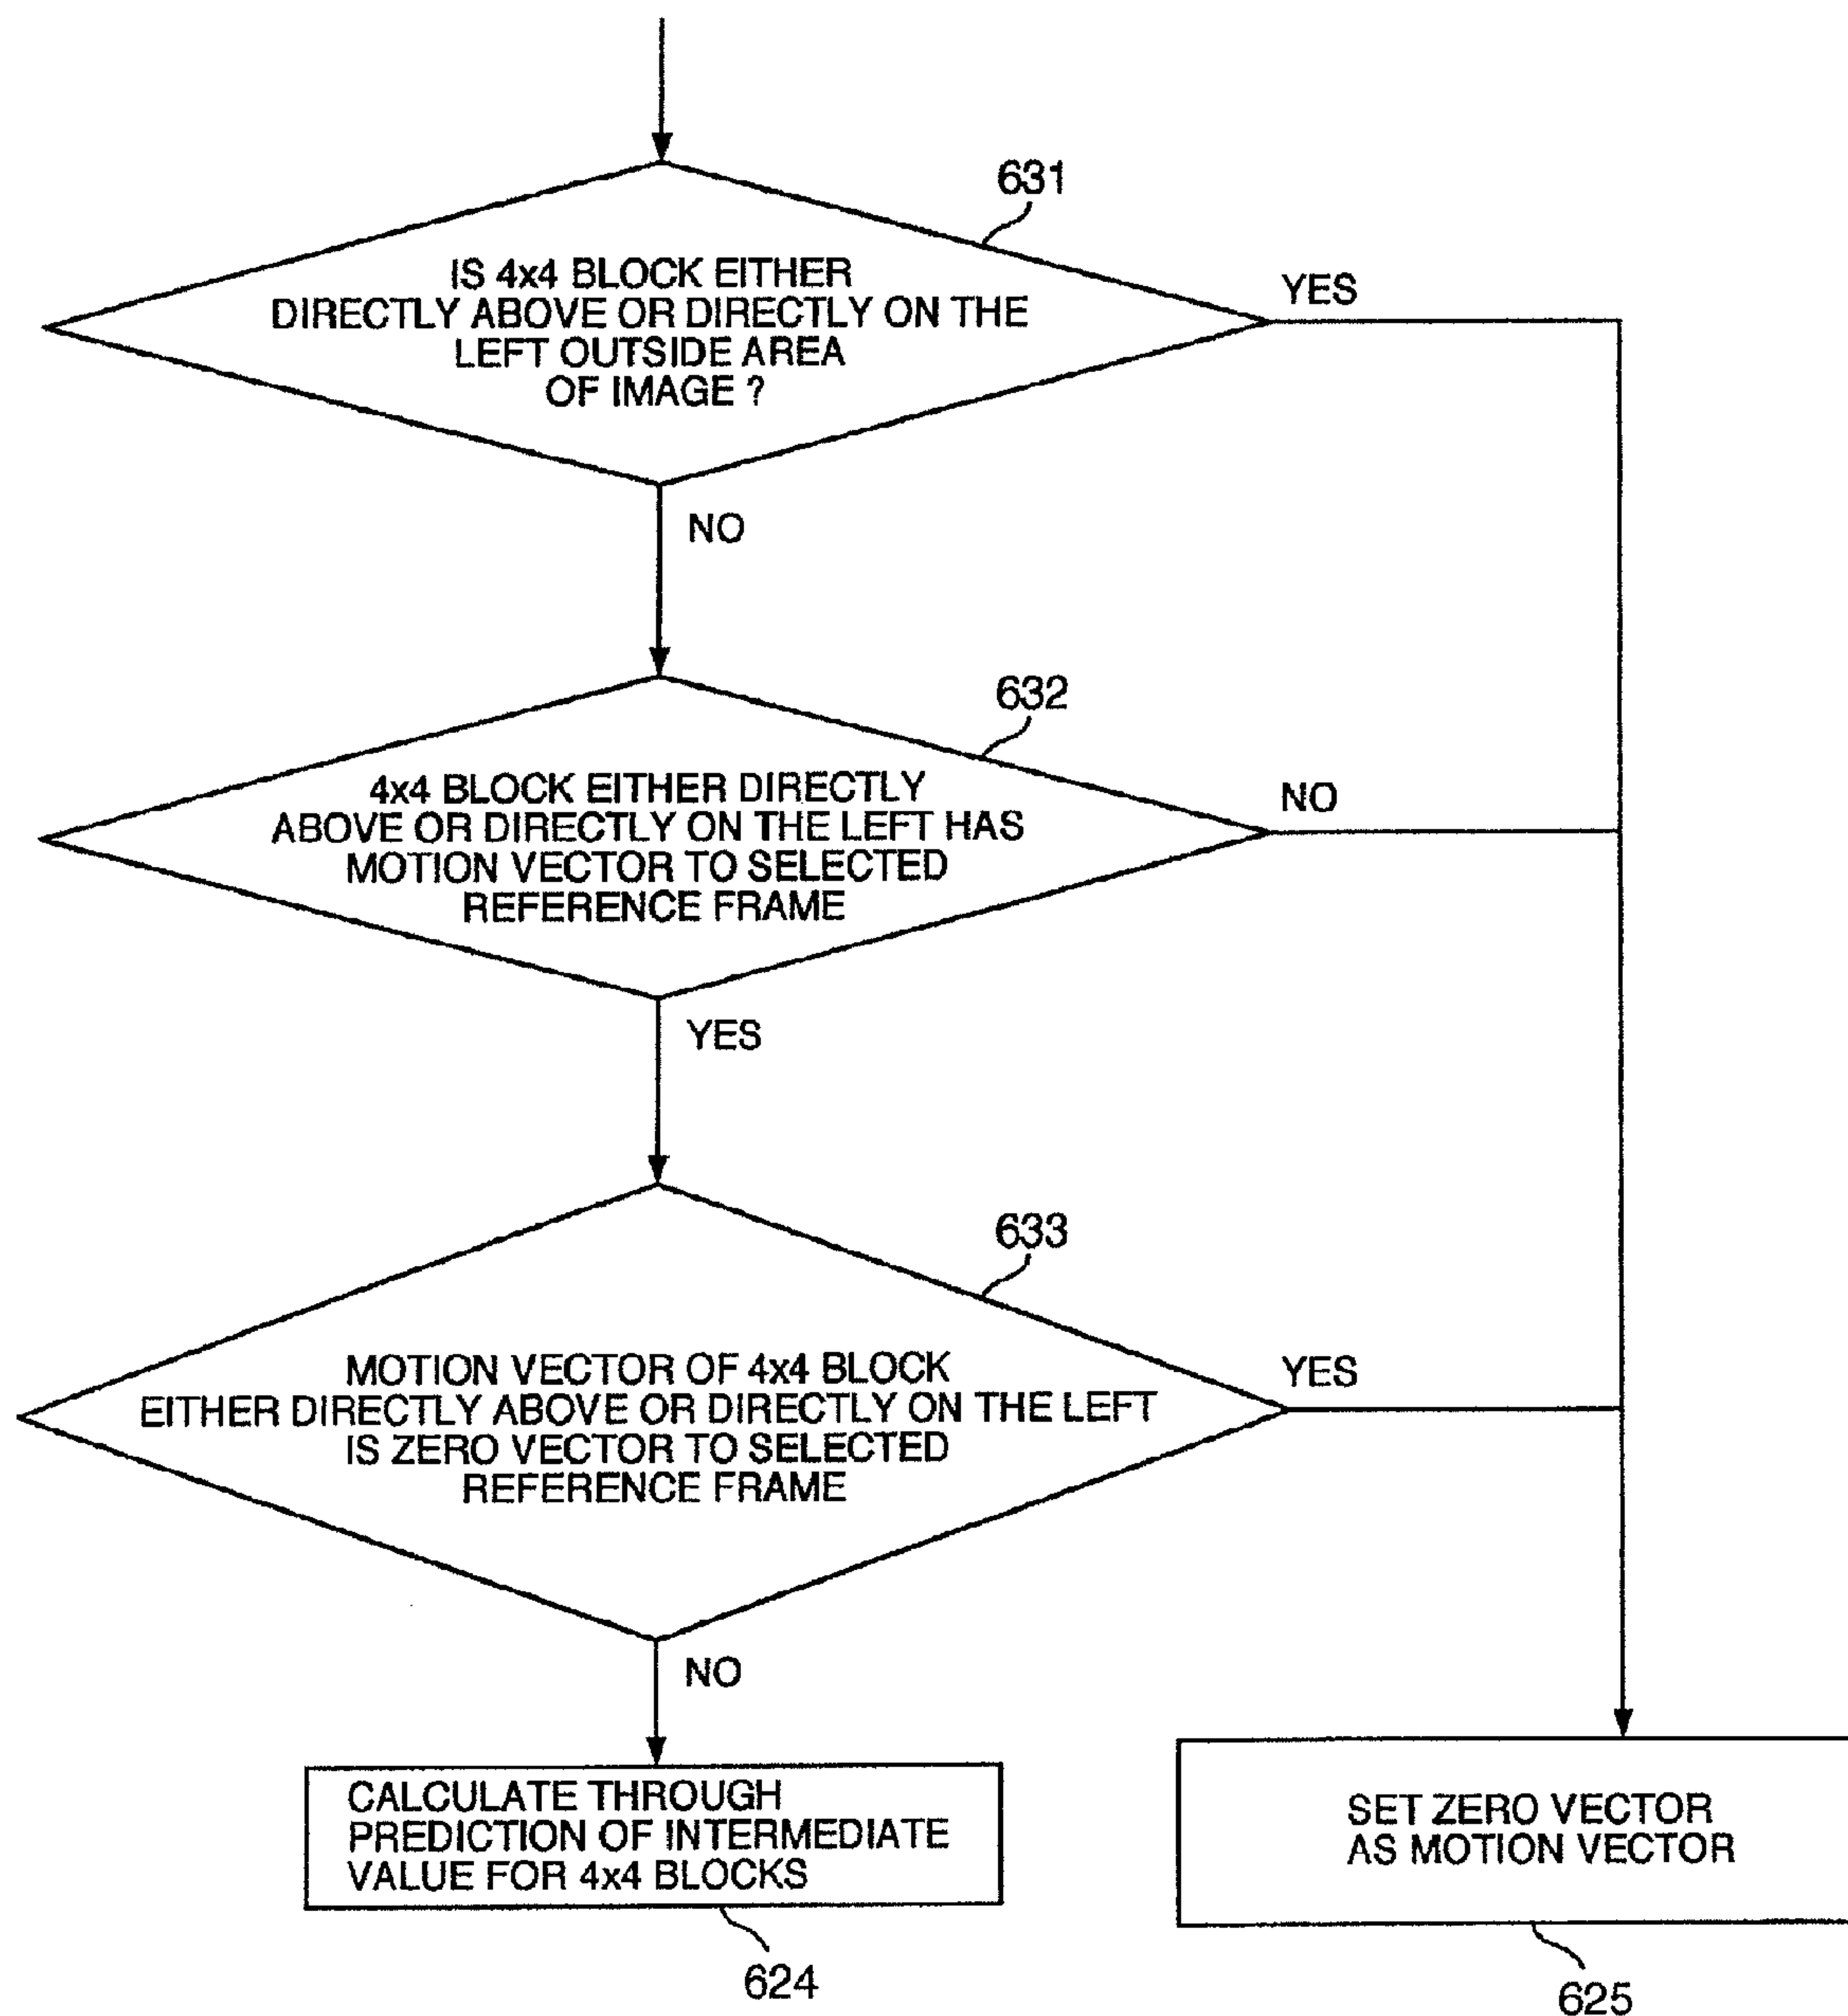 631
IS 4x4 BLOCK EITHER
DIRECTLY ABOVE OR DIRECTLY ON THE
LEFT OUTSIDE AREA
OF IMAGE ?
YES
NO
632
4x4 BLOCK EITHER DIRECTLY
ABOVE OR DIRECTLY ON THE LEFT HAS
MOTION VECTOR TO SELECTED
REFERENCE FRAME
NO
YES
633
MOTION VECTOR OF 4x4 BLOCK
EITHER DIRECTLY ABOVE OR DIRECTLY ON THE LEFT
IS ZERO VECTOR TO SELECTED
REFERENCE FRAME
YES
NO
CALCULATE THROUGH
PREDICTION OF INTERMEDIATE
VALUE FOR 4x4 BLOCKS
624
SET ZERO VECTOR
AS MOTION VECTOR
625